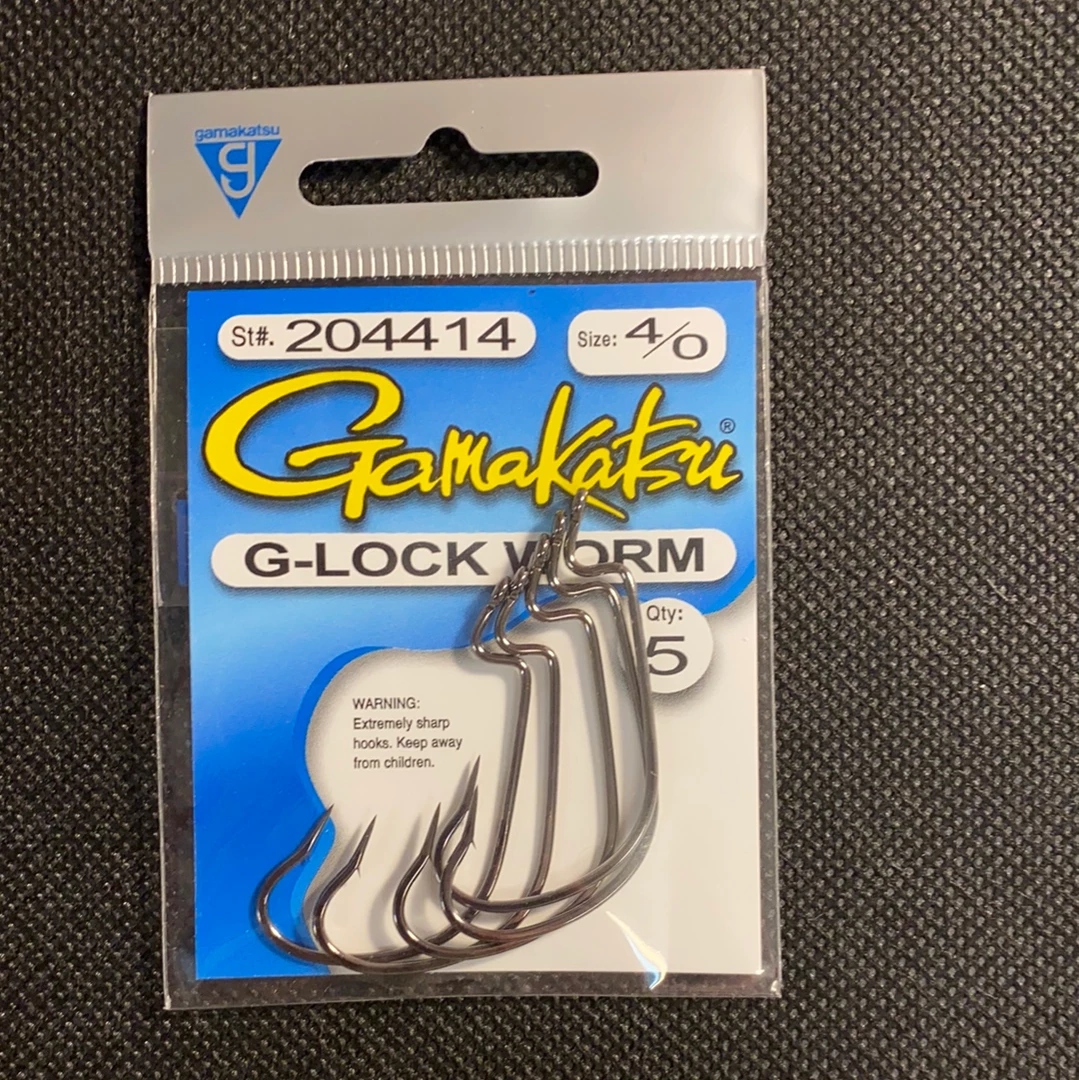 gamakatsu
g
St#. 204414
Size: 4/0
Gamakatsu®
G-LOCK WORM
Qty:
5
WARNING:
Extremely sharp
hooks. Keep away
from children.